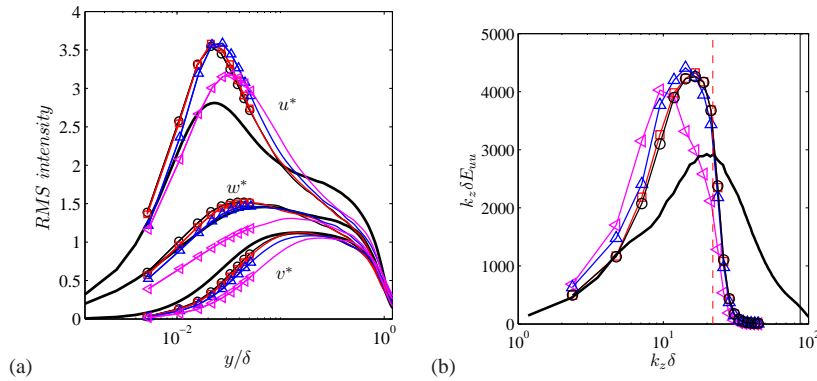 4
3.5
3
2.5
2
1.5
1
0.5
0
RMS intensity
u*
w*
v*
10⁻² 10⁰
y/δ
(a)
5000
4000
3000
2000
1000
0
k_zδE_uu
10⁰ 10¹ 10²
k_zδ
(b)